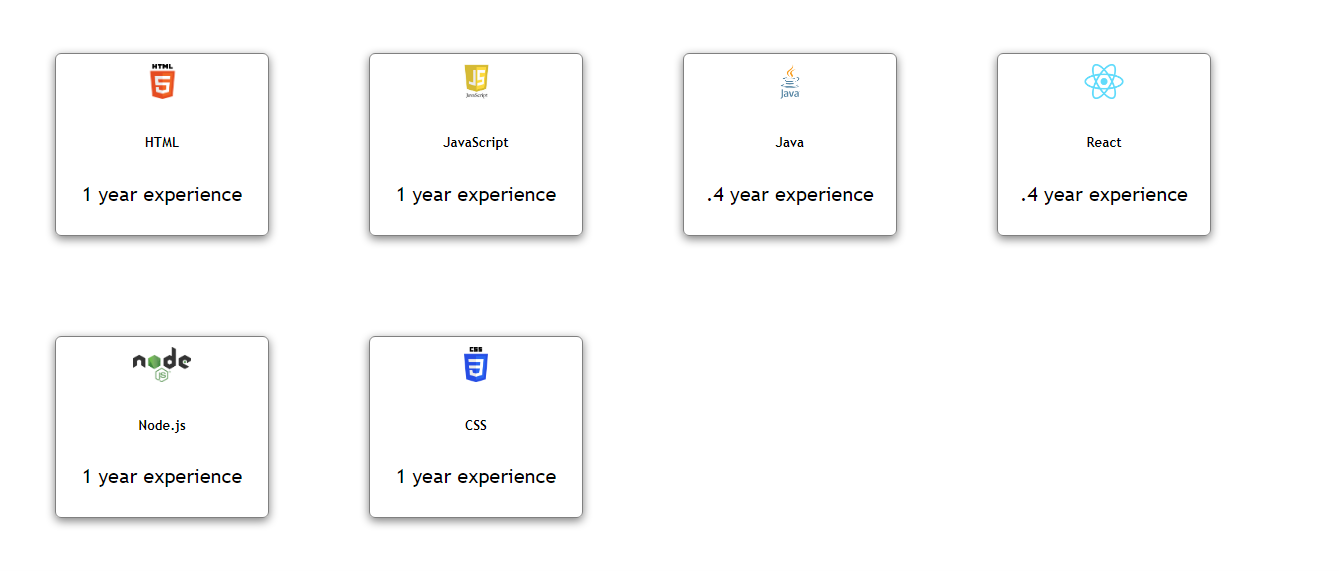 HTML
5
HTML
1 year experience
JS
JavaScript
JavaScript
1 year experience
Java
Java
.4 year experience
React
.4 year experience
node
JS
Node.js
1 year experience
CSS
3
CSS
1 year experience